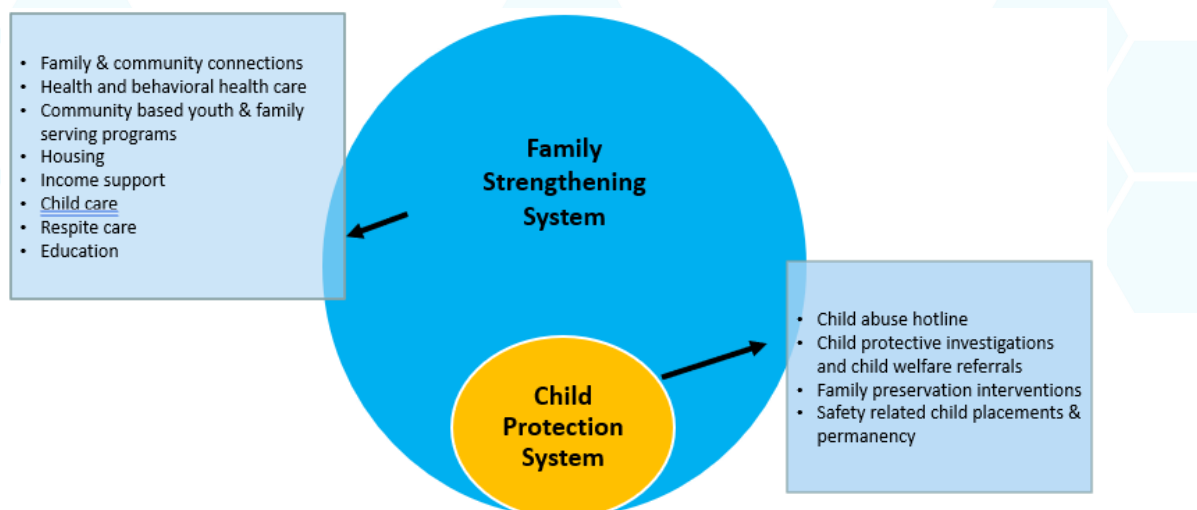 • Family & community connections
• Health and behavioral health care
• Community based youth & family
serving programs
• Housing
• Income support
• Child care
• Respite care
• Education
Family
Strengthening
System
Child
Protection
System
• Child abuse hotline
• Child protective investigations
and child welfare referrals
• Family preservation interventions
• Safety related child placements &
permanency